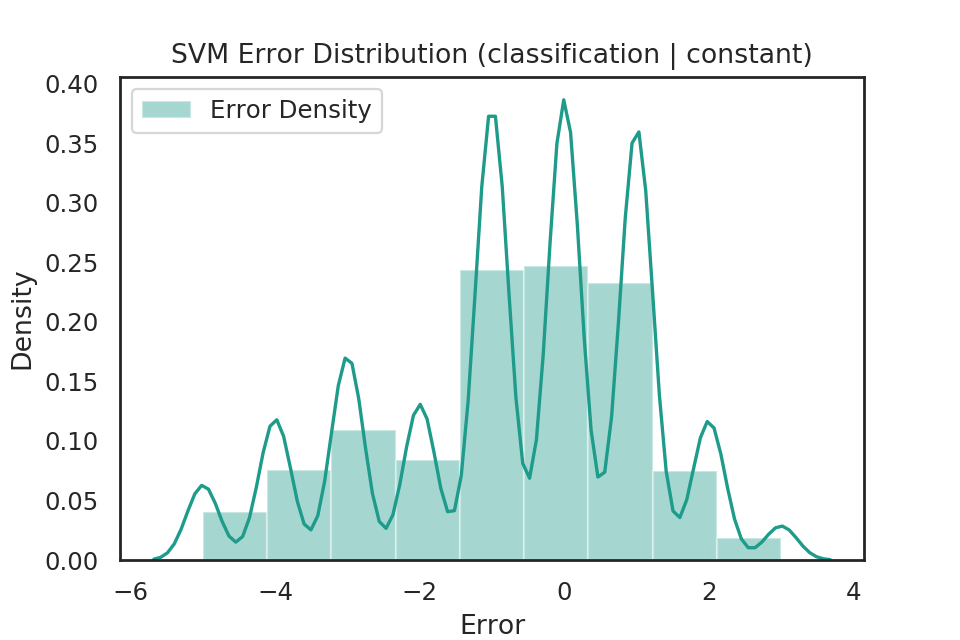 SVM Error Distribution (classification | constant)
Error Density
0.40
0.35
0.30
0.25
0.20
0.15
0.10
0.05
0.00
Density
−6 −4 −2 0 2 4
Error